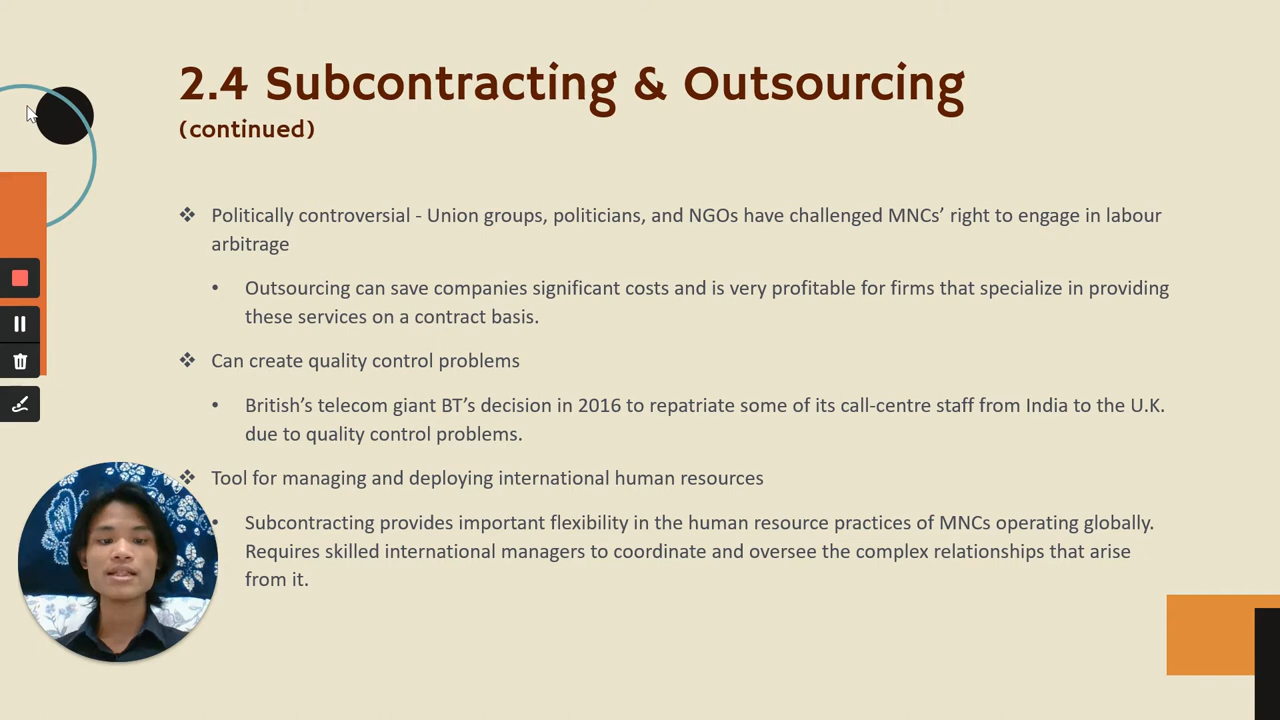 2.4 Subcontracting & Outsourcing
(continued)
❖ Politically controversial - Union groups, politicians, and NGOs have challenged MNCs’ right to engage in labour
arbitrage
• Outsourcing can save companies significant costs and is very profitable for firms that specialize in providing
these services on a contract basis.
❖ Can create quality control problems
• British’s telecom giant BT’s decision in 2016 to repatriate some of its call-centre staff from India to the U.K.
due to quality control problems.
❖ Tool for managing and deploying international human resources
• Subcontracting provides important flexibility in the human resource practices of MNCs operating globally.
Requires skilled international managers to coordinate and oversee the complex relationships that arise
from it.